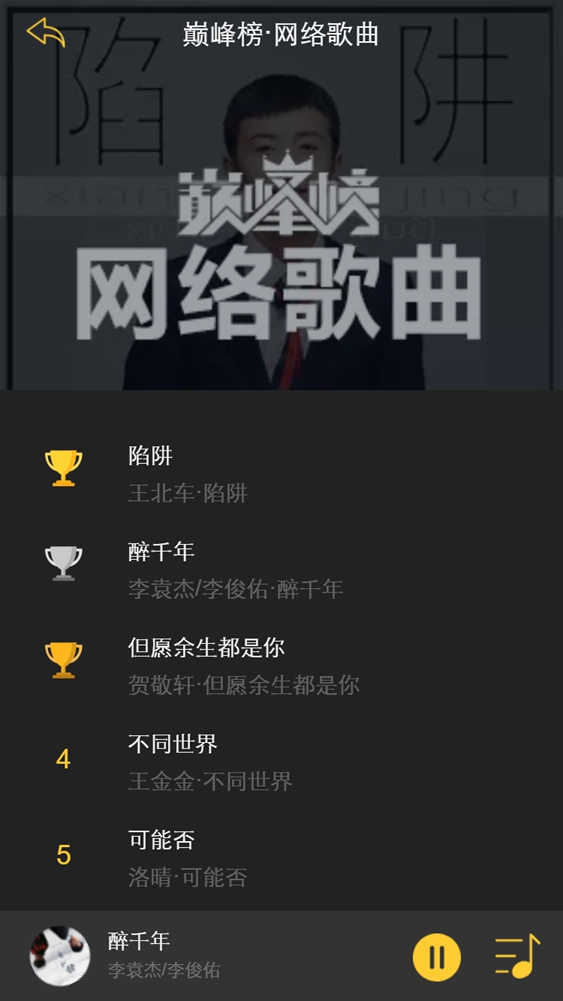 巅峰榜·网络歌曲
陷 阱
xian jing
巅峰榜
网络歌曲
陷阱
王北车·陷阱
醉千年
李袁杰/李俊佑·醉千年
但愿余生都是你
贺敬轩·但愿余生都是你
4
不同世界
王金金·不同世界
5
可能否
洛晴·可能否
醉千年
李袁杰/李俊佑